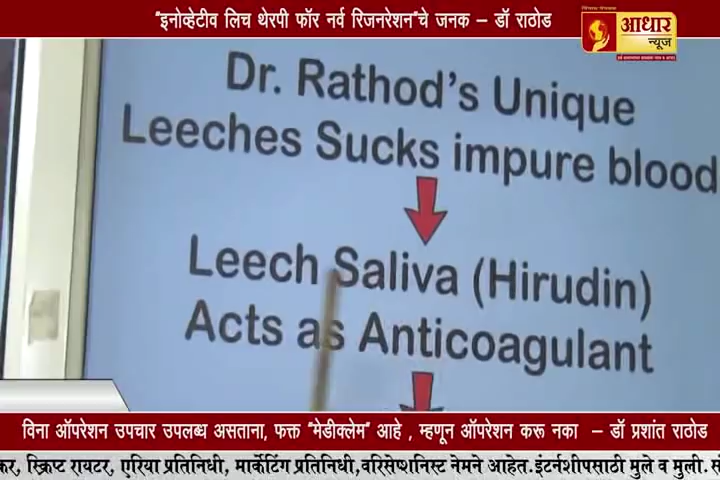 "इनोव्हेटीव लिच थेरपी फॉर नर्व रिजनरेशन"चे जनक – डॉ राठोड
आधार
न्यूज
Dr. Rathod's Unique
Leeches Sucks impure blood
Leech Saliva (Hirudin)
Acts as Anticoagulant
विना ऑपरेशन उपचार उपलब्ध असताना, फक्त "मेडीक्लेम" आहे , म्हणून ऑपरेशन करू नका – डॉ प्रशांत राठोड
कर, स्क्रिप्ट रायटर, एरिया प्रतिनिधी, मार्केटिंग प्रतिनिधी,वरिसेप्शनिस्ट नेमने आहेत.इंटर्नशीपसाठी मुले व मुली. सं